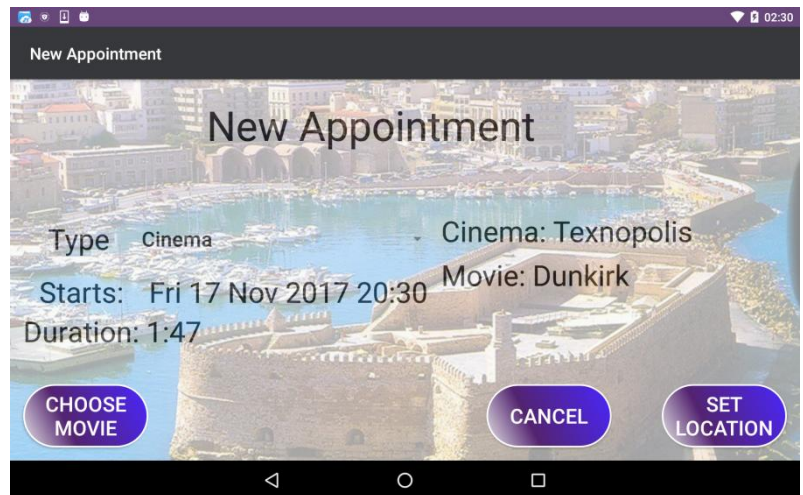 02:30
New Appointment
New Appointment
Type Cinema
Cinema: Texnopolis
Starts: Fri 17 Nov 2017 20:30
Movie: Dunkirk
Duration: 1:47
CHOOSE
MOVIE
CANCEL
SET
LOCATION